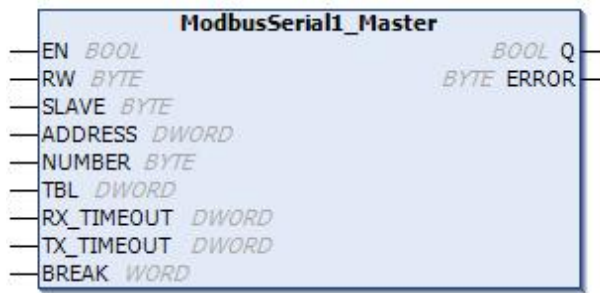 ModbusSerial1_Master
EN BOOL BOOL Q
RW BYTE BYTE ERROR
SLAVE BYTE
ADDRESS DWORD
NUMBER BYTE
TBL DWORD
RX_TIMEOUT DWORD
TX_TIMEOUT DWORD
BREAK WORD